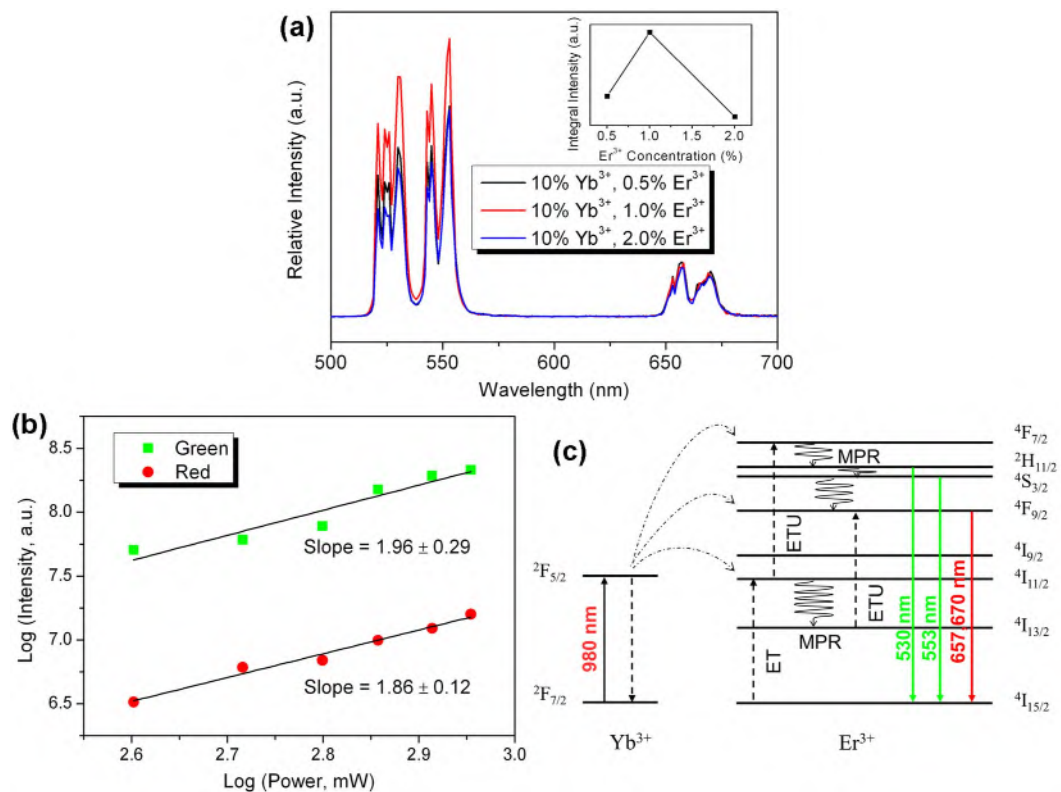 (a)
Relative Intensity (a.u.)
Integral Intensity (a.u.)
0.5 1.0 1.5 2.0
Er³⁺ Concentration (%)
10% Yb³⁺, 0.5% Er³⁺
10% Yb³⁺, 1.0% Er³⁺
10% Yb³⁺, 2.0% Er³⁺
500 550 600 650 700
Wavelength (nm)
(b)
Green
Red
Log (Intensity, a.u.)
8.5
8.0
7.5
7.0
6.5
Slope = 1.96 ± 0.29
Slope = 1.86 ± 0.12
2.6 2.7 2.8 2.9 3.0
Log (Power, mW)
(c)
²F₅/₂
²F₇/₂
980 nm
Yb³⁺
MPR
ETU
ETU
MPR
ET
530 nm
553 nm
657,670 nm
⁴F₇/₂
²H₁₁/₂
⁴S₃/₂
⁴F₉/₂
⁴I₉/₂
⁴I₁₁/₂
⁴I₁₃/₂
⁴I₁₅/₂
Er³⁺